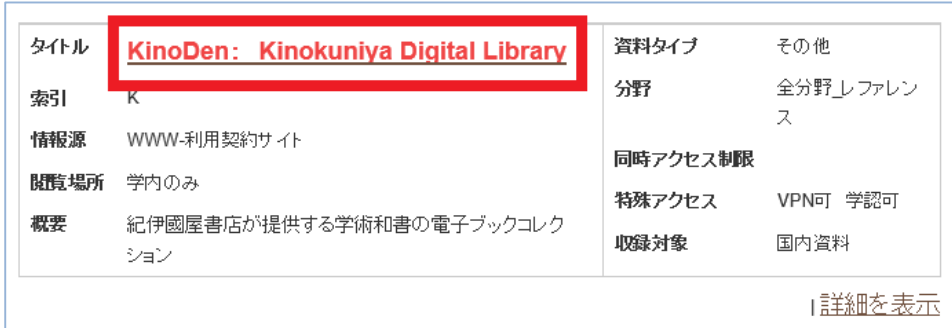 タイトル KinoDen: Kinokuniya Digital Library
索引 K
情報源 WWW-利用契約サイト
閲覧場所 学内のみ
概要 紀伊國屋書店が提供する学術和書の電子ブックコレク
ション
資料タイプ その他
分野 全分野_レファレン
ス
同時アクセス制限
特殊アクセス VPN可 学認可
収録対象 国内資料
|詳細を表示